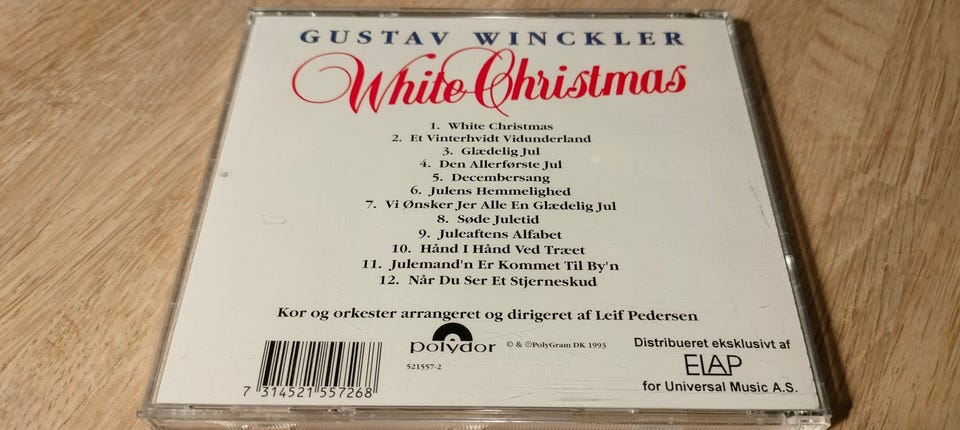 GUSTAV WINCKLER
White Christmas
1. White Christmas
2. Et Vinterhvidt Vidunderland
3. Glædelig Jul
4. Den Allerførste Jul
5. Decembersang
6. Julens Hemmelighed
7. Vi Ønsker Jer Alle En Glædelig Jul
8. Søde Juletid
9. Juleaftens Alfabet
10. Hånd I Hånd Ved Træet
11. Julemand'n Er Kommet Til By'n
12. Når Du Ser Et Stjerneskud
Kor og orkester arrangeret og dirigeret af Leif Pedersen
polydor
© & ℗PolyGram DK 1993
521557-2
7 314521 557268
Distribueret eksklusivt af
ELAP
for Universal Music A.S.